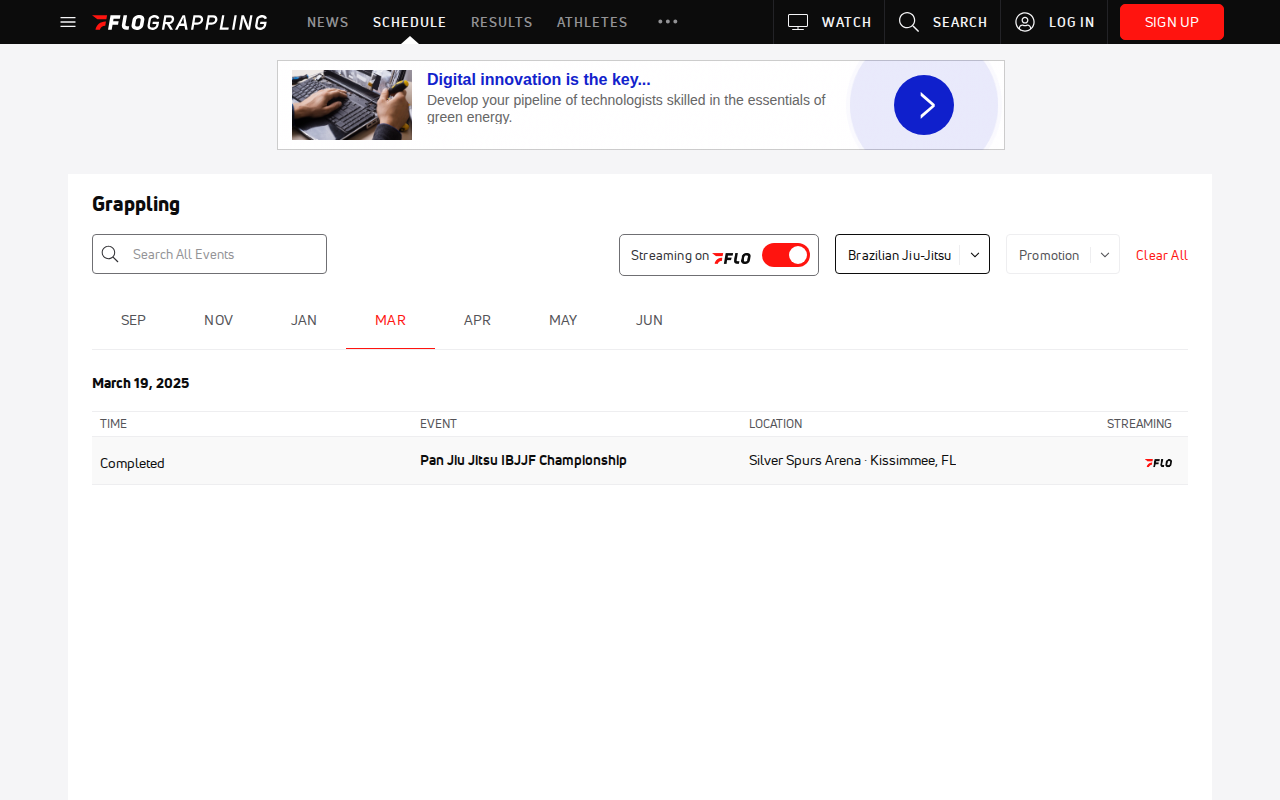 FLOGRAPPLING NEWS SCHEDULE RESULTS ATHLETES WATCH SEARCH LOG IN SIGN UP
Digital innovation is the key...
Develop your pipeline of technologists skilled in the essentials of
green energy.
Grappling
Search All Events
Streaming on FLO
Brazilian Jiu-Jitsu
Promotion
Clear All
SEP NOV JAN MAR APR MAY JUN
March 19, 2025
TIME EVENT LOCATION STREAMING
Completed Pan Jiu Jitsu IBJJF Championship Silver Spurs Arena · Kissimmee, FL FLO